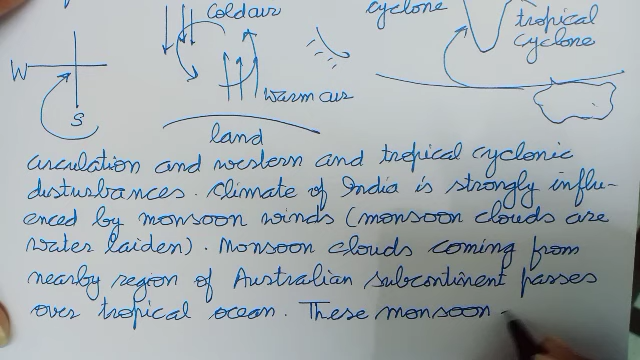 cold air
cyclone
tropical
cyclone
W
S
warm air
land
circulation and western and tropical cyclonic
disturbances. Climate of India is strongly influ-
enced by monsoon winds (monsoon clouds are
water laiden). Monsoon clouds coming from
nearby region of Australian subcontinent passes
over tropical ocean. These monsoon